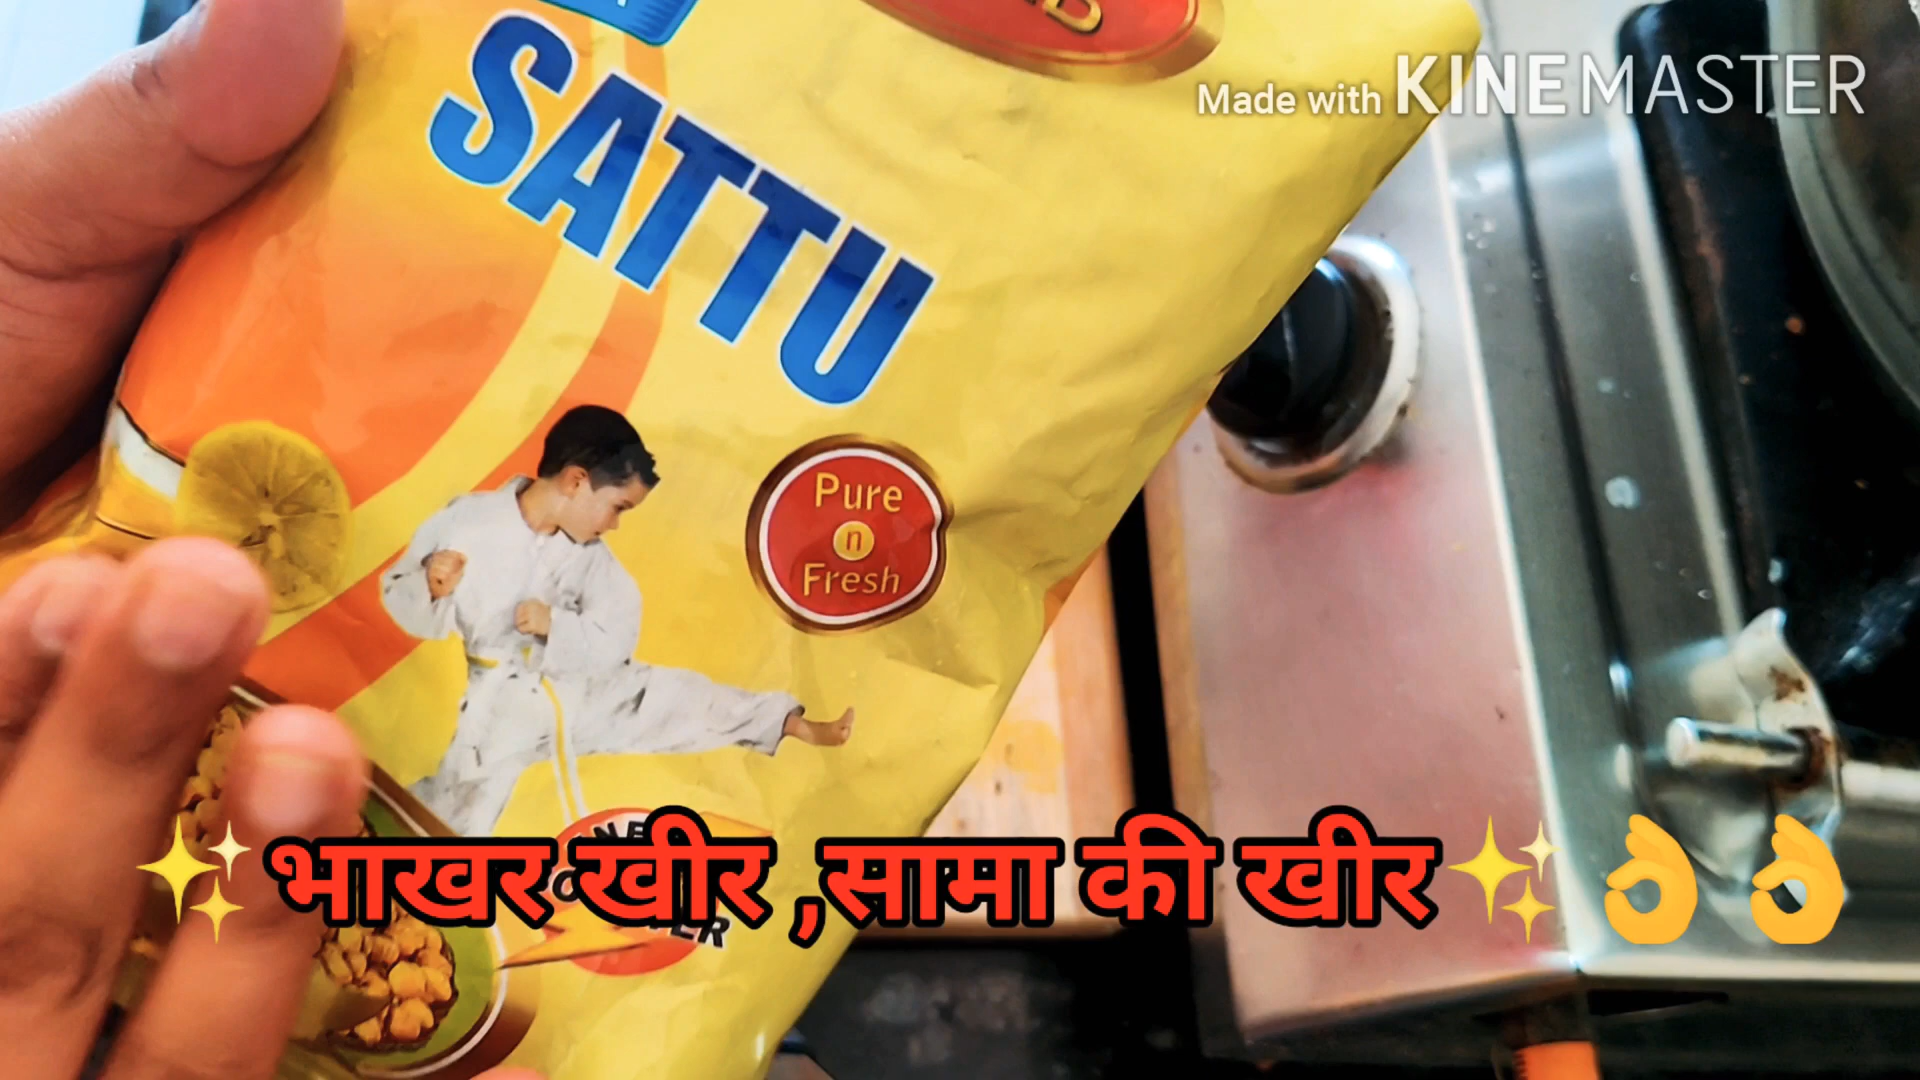 Made with KINEMASTER
SATTU
Pure
n
Fresh
✨भाखर खीर ,सामा की खीर✨👌👌